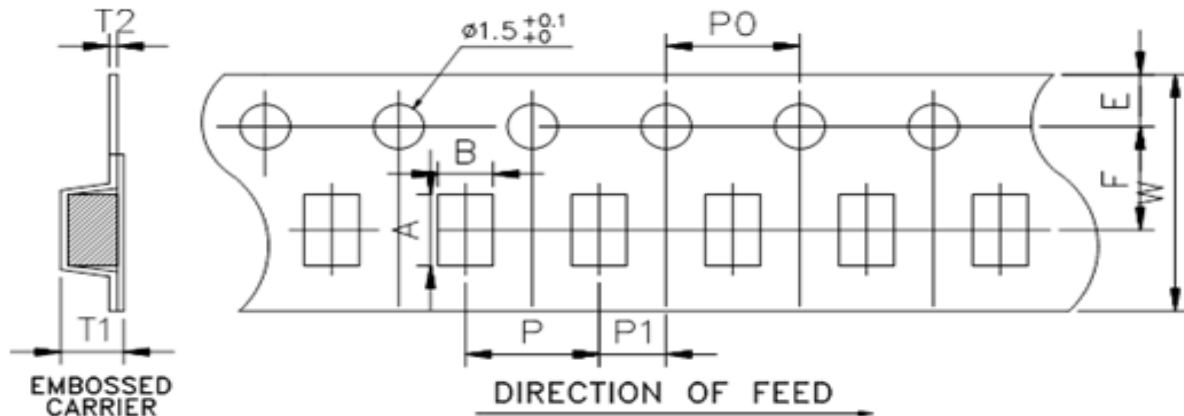 T2
ø1.5 +0.1 +0
P0
E
B
F
W
A
T1
P
P1
EMBOSSED
CARRIER
DIRECTION OF FEED